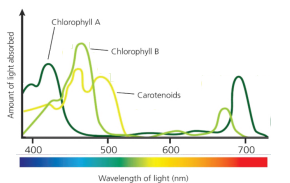 Chlorophyll A
Chlorophyll B
Carotenoids
Amount of light absorbed
400 500 600 700
Wavelength of light (nm)